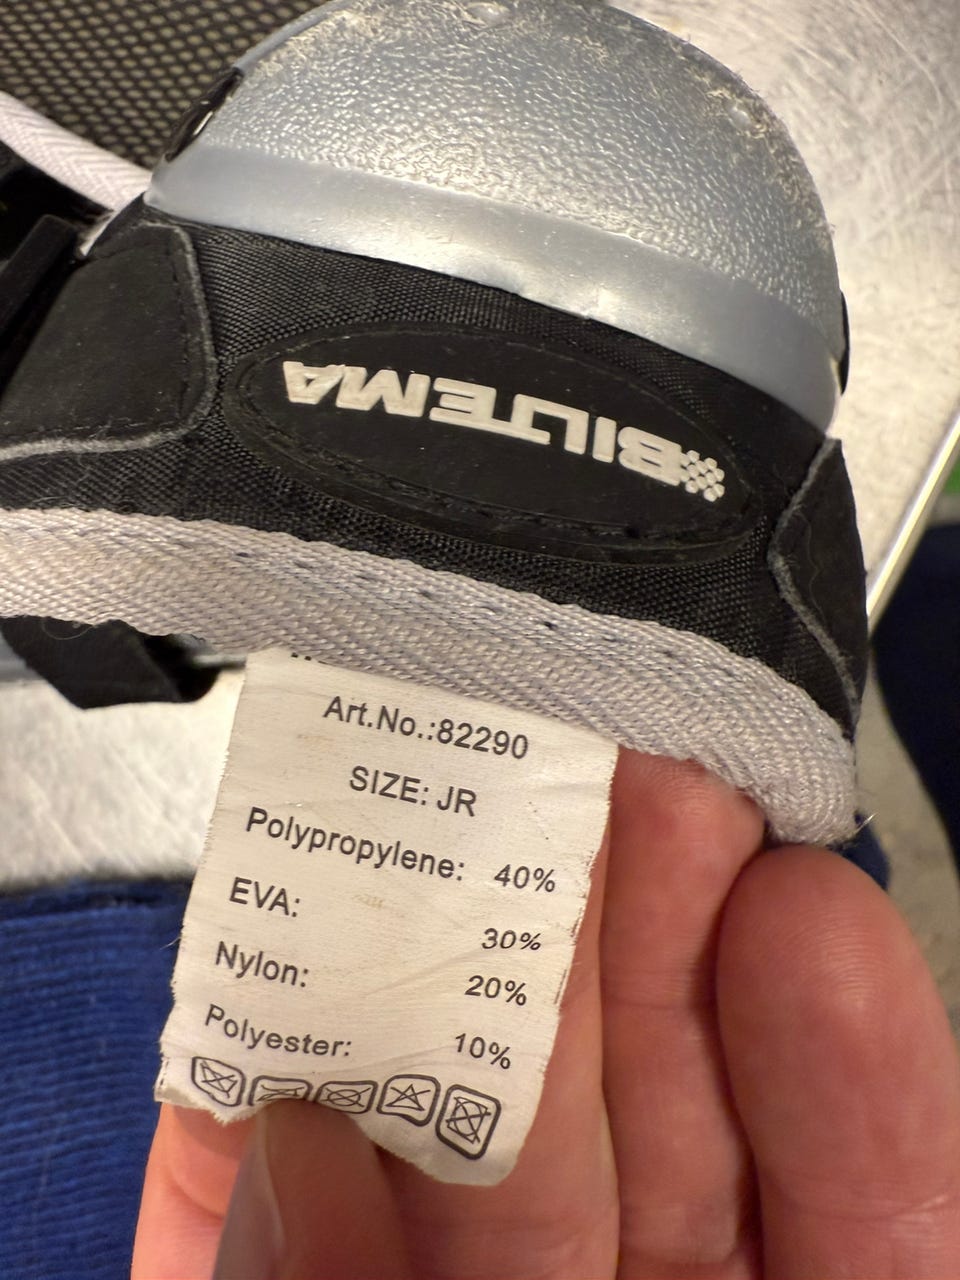 BILTEMA
Art.No.:82290
SIZE: JR
Polypropylene: 40%
EVA: 30%
Nylon: 20%
Polyester: 10%